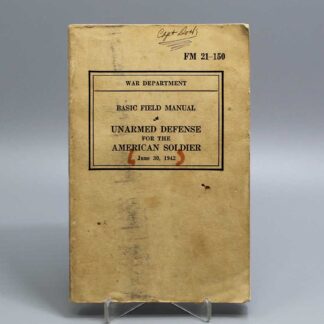 FM 21-150
WAR DEPARTMENT
BASIC FIELD MANUAL
UNARMED DEFENSE
FOR THE
AMERICAN SOLDIER
(June 30, 1942)